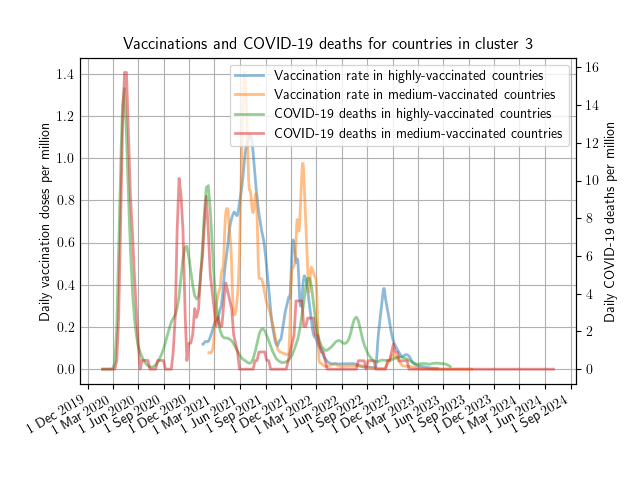 Vaccinations and COVID-19 deaths for countries in cluster 3
Vaccination rate in highly-vaccinated countries
Vaccination rate in medium-vaccinated countries
COVID-19 deaths in highly-vaccinated countries
COVID-19 deaths in medium-vaccinated countries
Daily vaccination doses per million
1.4
1.2
1.0
0.8
0.6
0.4
0.2
0.0
Daily COVID-19 deaths per million
16
14
12
10
8
6
4
2
0
1 Dec 2019
1 Mar 2020
1 Jun 2020
1 Sep 2020
1 Dec 2020
1 Mar 2021
1 Jun 2021
1 Sep 2021
1 Dec 2021
1 Mar 2022
1 Jun 2022
1 Sep 2022
1 Dec 2022
1 Mar 2023
1 Jun 2023
1 Sep 2023
1 Dec 2023
1 Mar 2024
1 Jun 2024
1 Sep 2024